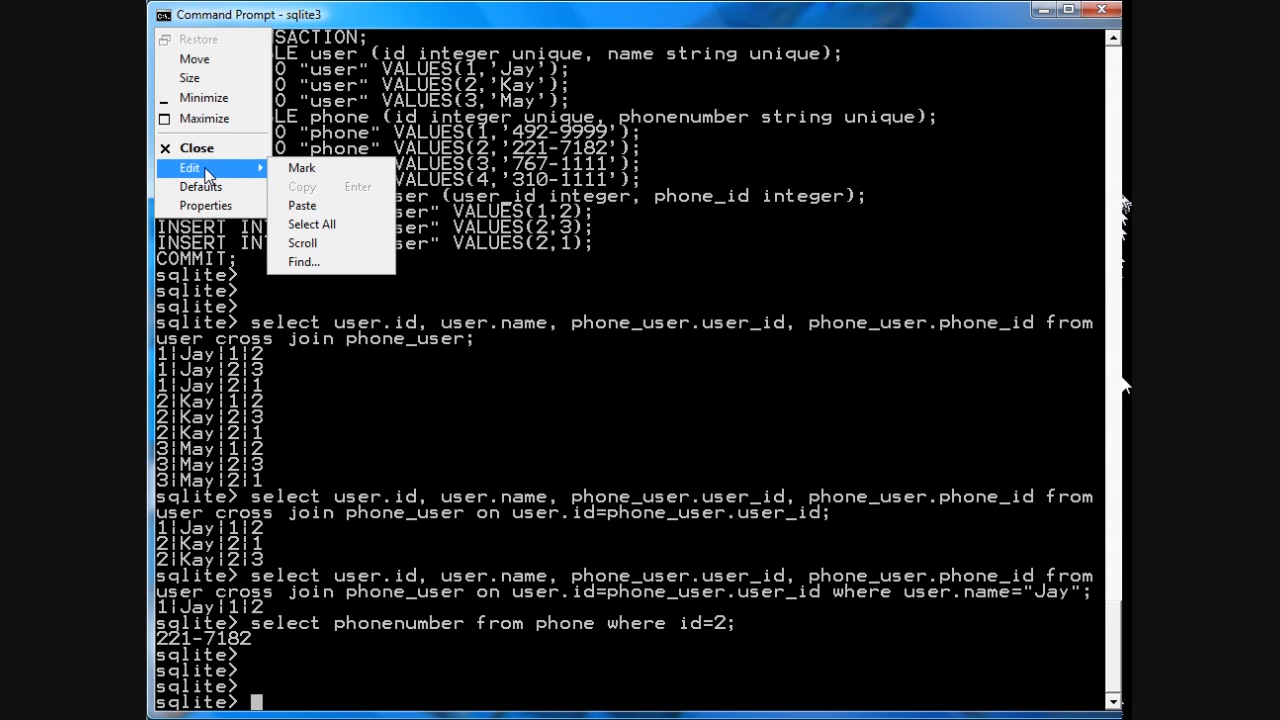 Command Prompt - sqlite3
Restore
Move
Size
Minimize
Maximize
Close
Edit
Defaults
Properties
Mark
Copy Enter
Paste
Select All
Scroll
Find...
SACTION;
LE user (id integer unique, name string unique);
O "user" VALUES(1,'Jay');
O "user" VALUES(2,'Kay');
O "user" VALUES(3,'May');
LE phone (id integer unique, phonenumber string unique);
O "phone" VALUES(1,'492-9999');
O "phone" VALUES(2,'221-7182');
VALUES(3,'767-1111');
VALUES(4,'310-1111');
user (user_id integer, phone_id integer);
user" VALUES(1,2);
INSERT INT user" VALUES(2,3);
INSERT INT user" VALUES(2,1);
COMMIT;
sqlite>
sqlite>
sqlite>
sqlite> select user.id, user.name, phone_user.user_id, phone_user.phone_id from
user cross join phone_user;
1|Jay|1|2
1|Jay|2|3
1|Jay|2|1
2|Kay|1|2
2|Kay|2|3
2|Kay|2|1
3|May|1|2
3|May|2|3
3|May|2|1
sqlite> select user.id, user.name, phone_user.user_id, phone_user.phone_id from
user cross join phone_user on user.id=phone_user.user_id;
1|Jay|1|2
2|Kay|2|1
2|Kay|2|3
sqlite> select user.id, user.name, phone_user.user_id, phone_user.phone_id from
user cross join phone_user on user.id=phone_user.user_id where user.name="Jay";
1|Jay|1|2
sqlite> select phonenumber from phone where id=2;
221-7182
sqlite>
sqlite>
sqlite>
sqlite>